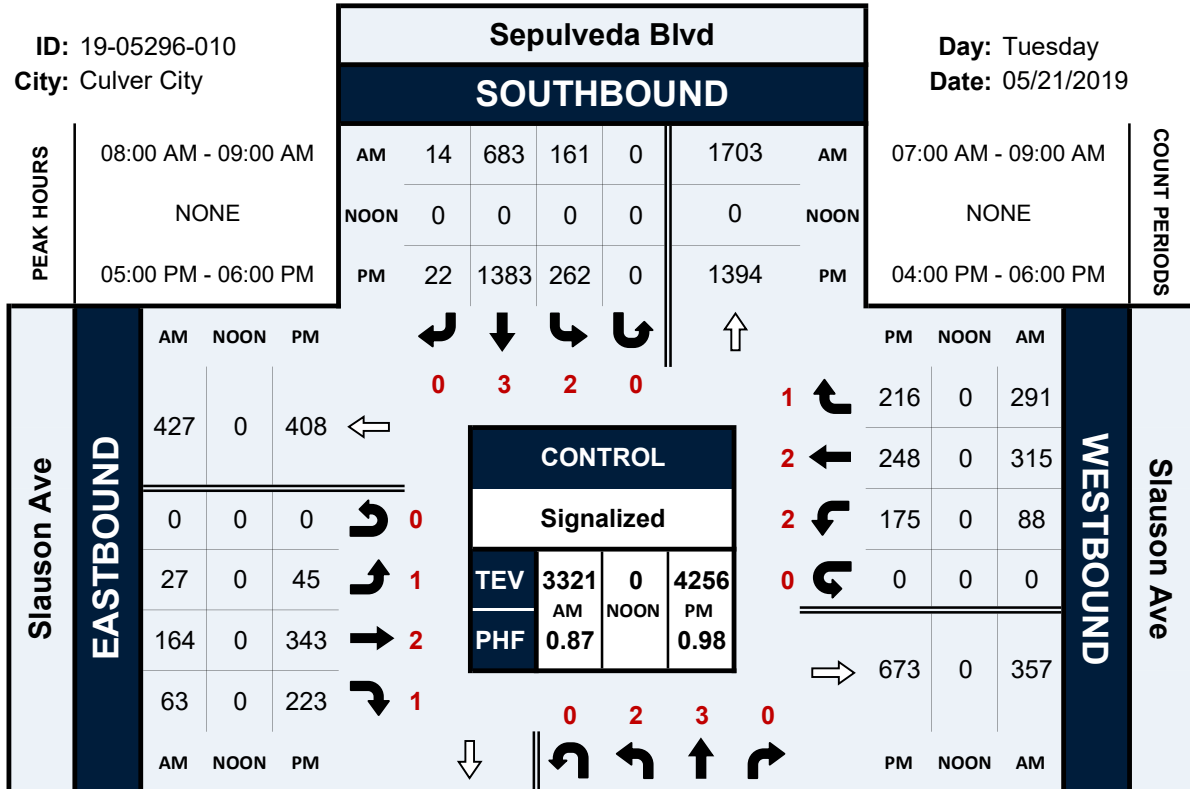 ID: 19-05296-010
City: Culver City
Sepulveda Blvd
SOUTHBOUND
Day: Tuesday
Date: 05/21/2019
PEAK HOURS
08:00 AM - 09:00 AM
NONE
05:00 PM - 06:00 PM
AM 14 683 161 0 1703 AM
NOON 0 0 0 0 0 NOON
PM 22 1383 262 0 1394 PM
07:00 AM - 09:00 AM
NONE
04:00 PM - 06:00 PM
COUNT PERIODS
Slauson Ave
EASTBOUND
AM NOON PM
427 0 408
0 0 0 0
27 0 45 1
164 0 343 2
63 0 223 1
AM NOON PM
0 3 2 0
CONTROL
Signalized
TEV 3321 0 4256
AM NOON PM
PHF 0.87 0.98
0 2 3 0
PM NOON AM
1 216 0 291
2 248 0 315
2 175 0 88
0 0 0 0
673 0 357
PM NOON AM
WESTBOUND
Slauson Ave